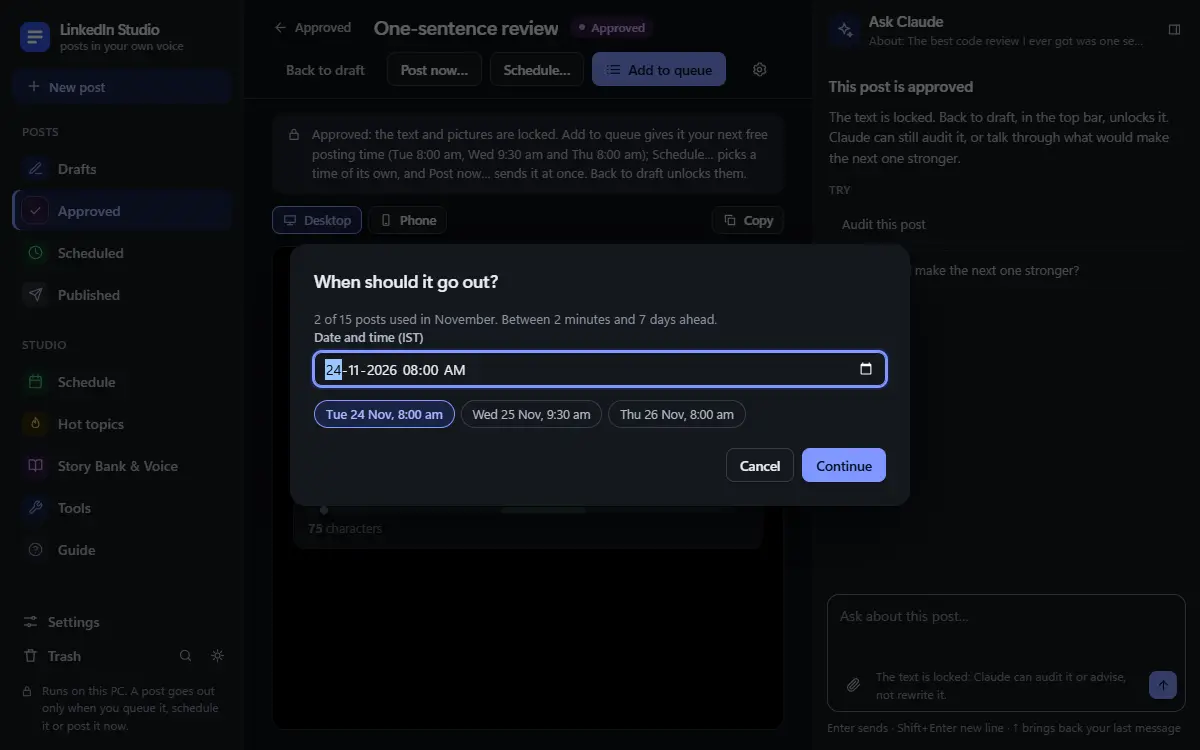 LinkedIn Studio
posts in your own voice
New post
POSTS
Drafts
Approved
Scheduled
Published
STUDIO
Schedule
Hot topics
Story Bank & Voice
Tools
Guide
Settings
Trash
Runs on this PC. A post goes out
only when you queue it, schedule
it or post it now.
Approved
One-sentence review
Approved
Back to draft
Post now...
Schedule...
Add to queue
Approved: the text and pictures are locked. Add to queue gives it your next free
posting time (Tue 8:00 am, Wed 9:30 am and Thu 8:00 am); Schedule... picks a
time of its own, and Post now... sends it at once. Back to draft unlocks them.
Desktop
Phone
Copy
When should it go out?
2 of 15 posts used in November. Between 2 minutes and 7 days ahead.
Date and time (IST)
24-11-2026 08:00 AM
Tue 24 Nov, 8:00 am
Wed 25 Nov, 9:30 am
Thu 26 Nov, 8:00 am
Cancel
Continue
75 characters
Ask Claude
About: The best code review I ever got was one se...
This post is approved
The text is locked. Back to draft, in the top bar, unlocks it.
Claude can still audit it, or talk through what would make
the next one stronger.
TRY
Audit this post
make the next one stronger?
Ask about this post...
The text is locked: Claude can audit it or advise,
not rewrite it.
Enter sends · Shift+Enter new line · ↑ brings back your last message